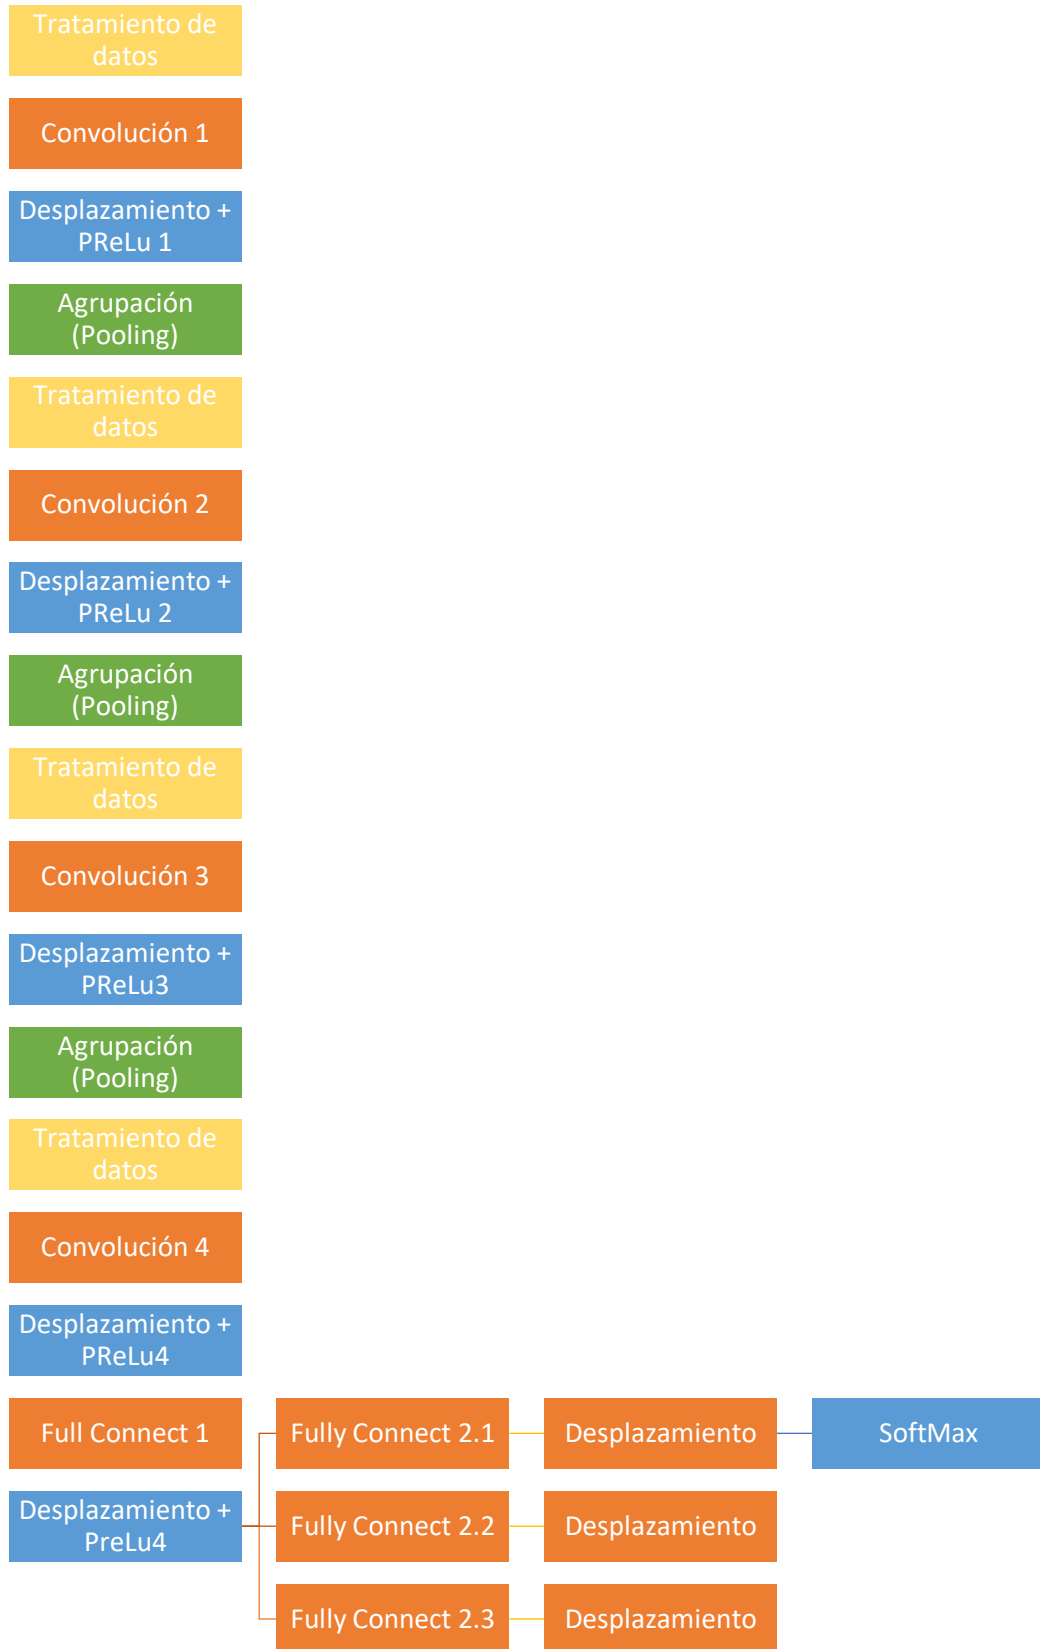 Tratamiento de
datos
Convolución 1
Desplazamiento +
PReLu 1
Agrupación
(Pooling)
Tratamiento de
datos
Convolución 2
Desplazamiento +
PReLu 2
Agrupación
(Pooling)
Tratamiento de
datos
Convolución 3
Desplazamiento +
PReLu3
Agrupación
(Pooling)
Tratamiento de
datos
Convolución 4
Desplazamiento +
PReLu4
Full Connect 1
Fully Connect 2.1
Desplazamiento
SoftMax
Desplazamiento +
PreLu4
Fully Connect 2.2
Desplazamiento
Fully Connect 2.3
Desplazamiento